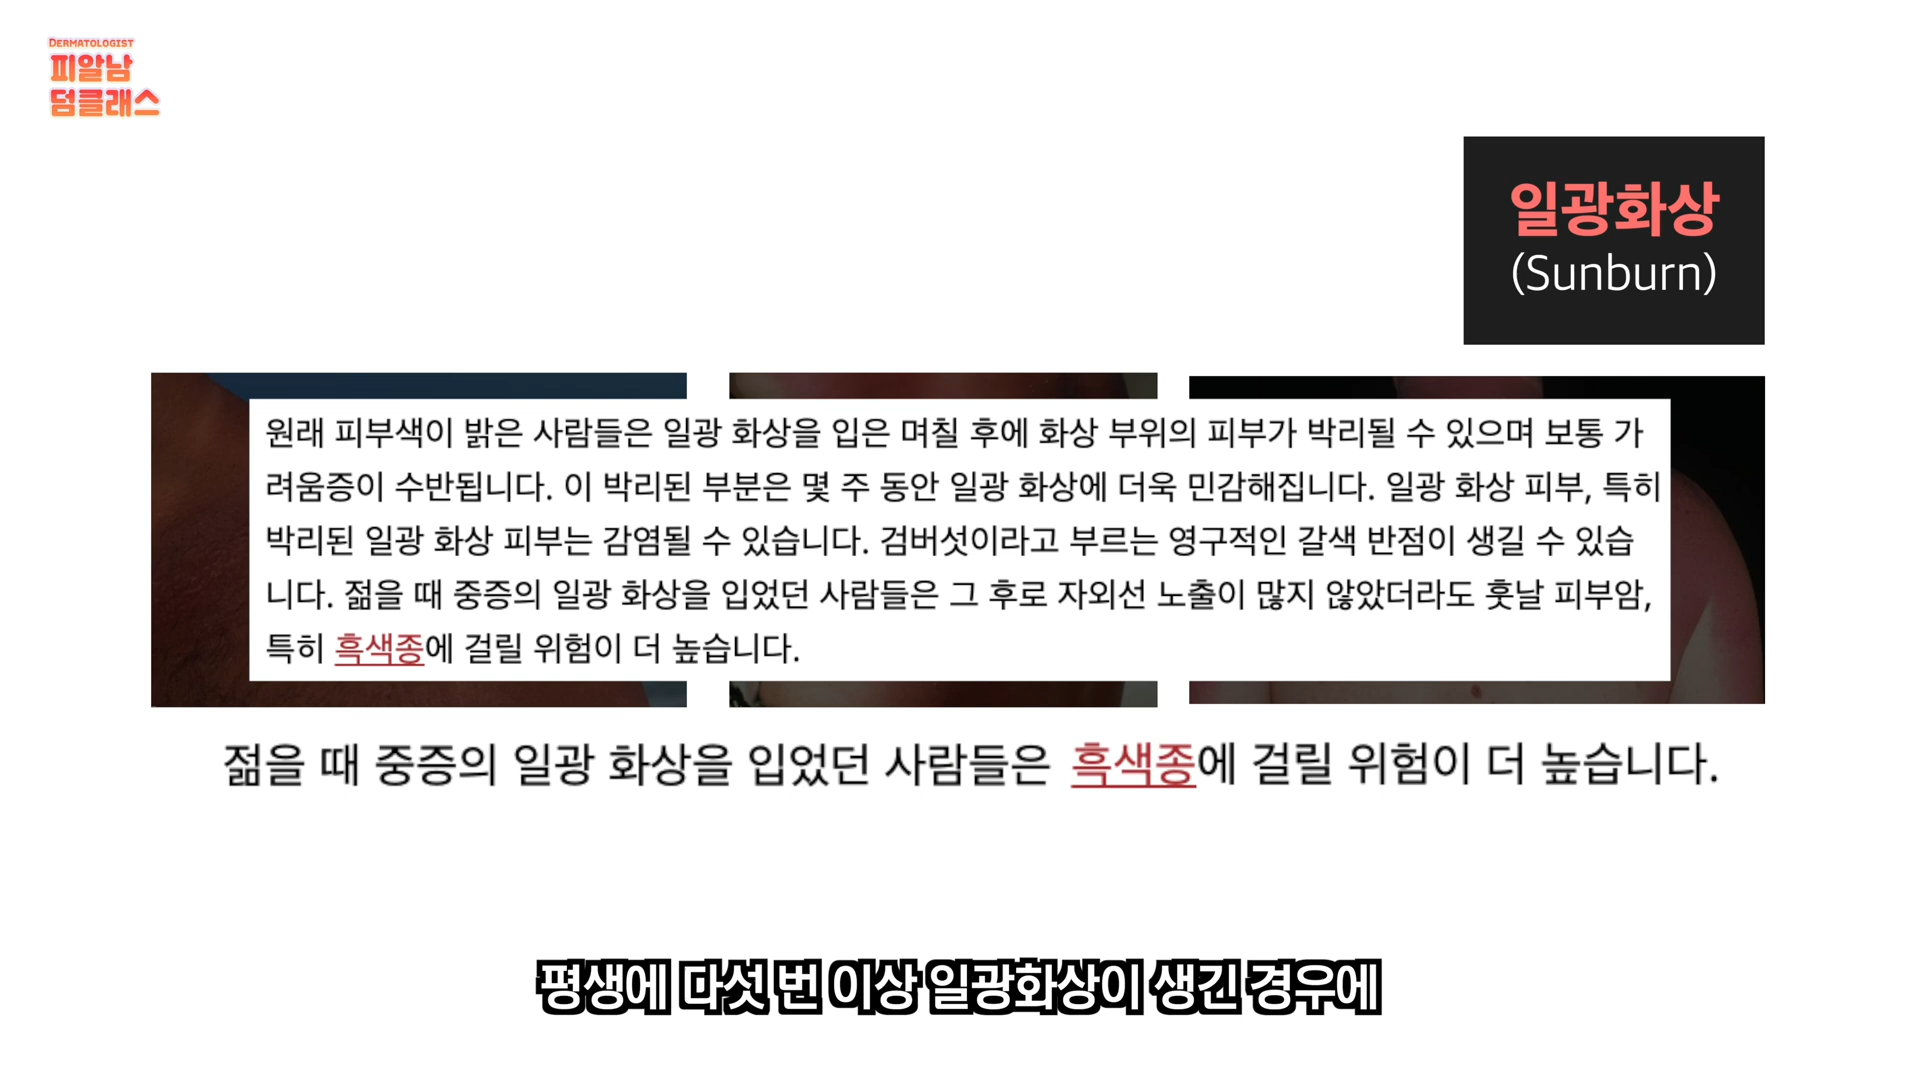 DERMATOLOGIST
피알남
덤클래스
일광화상
(Sunburn)
원래 피부색이 밝은 사람들은 일광 화상을 입은 며칠 후에 화상 부위의 피부가 박리될 수 있으며 보통 가
려움증이 수반됩니다. 이 박리된 부분은 몇 주 동안 일광 화상에 더욱 민감해집니다. 일광 화상 피부, 특히
박리된 일광 화상 피부는 감염될 수 있습니다. 검버섯이라고 부르는 영구적인 갈색 반점이 생길 수 있습
니다. 젊을 때 중증의 일광 화상을 입었던 사람들은 그 후로 자외선 노출이 많지 않았더라도 훗날 피부암,
특히 흑색종에 걸릴 위험이 더 높습니다.
젊을 때 중증의 일광 화상을 입었던 사람들은 흑색종에 걸릴 위험이 더 높습니다.
평생에 다섯 번 이상 일광화상이 생긴 경우에